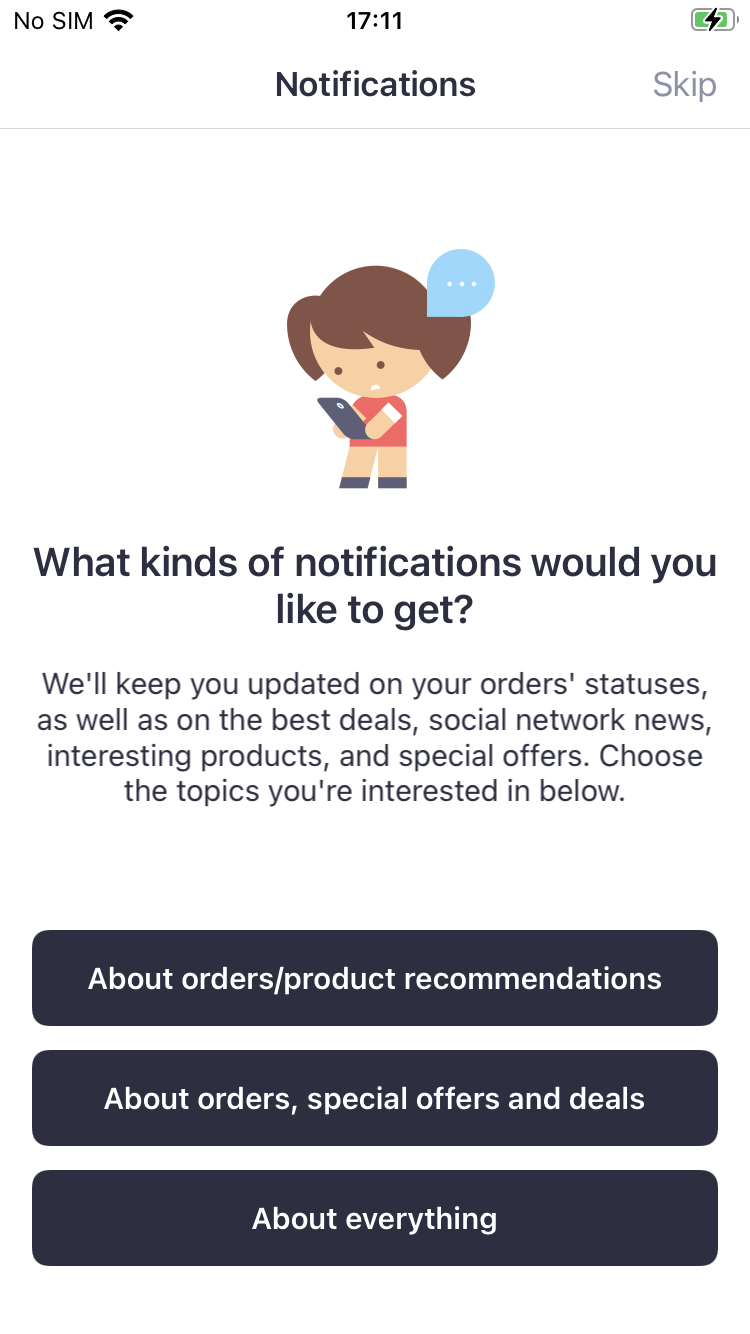 No SIM 17:11
Notifications Skip
What kinds of notifications would you
like to get?
We'll keep you updated on your orders' statuses,
as well as on the best deals, social network news,
interesting products, and special offers. Choose
the topics you're interested in below.
About orders/product recommendations
About orders, special offers and deals
About everything